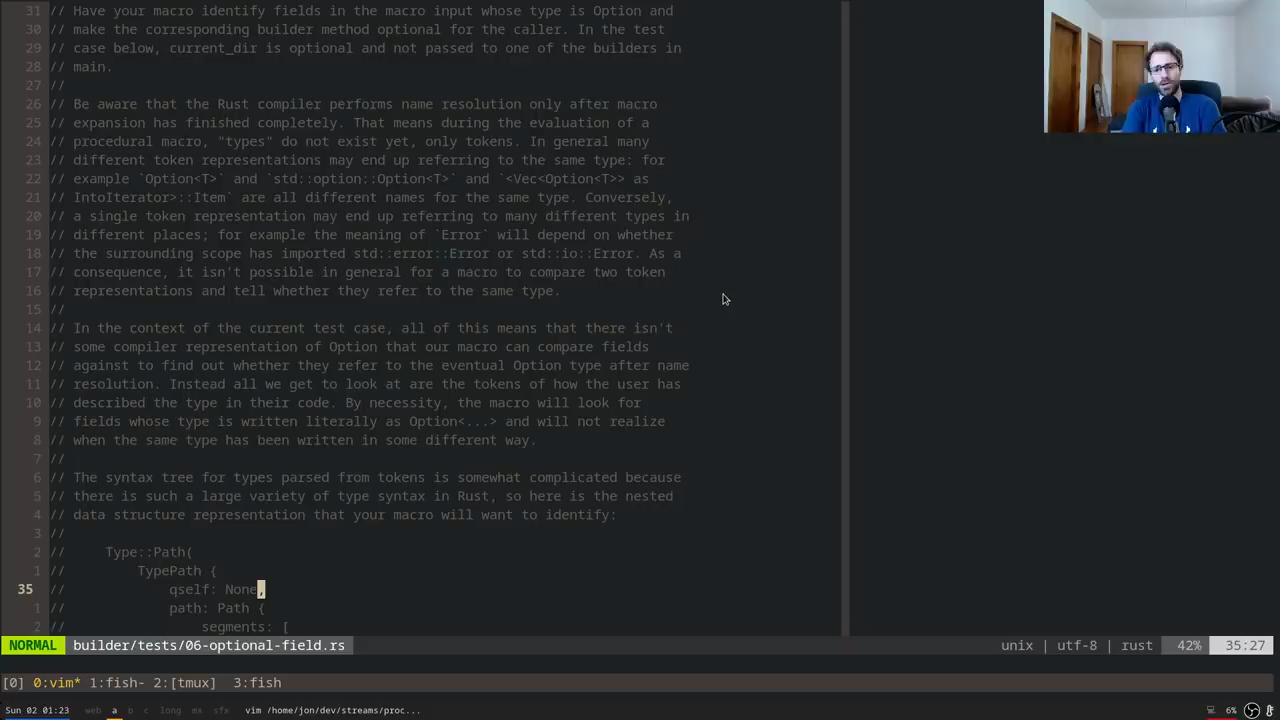 31 // Have your macro identify fields in the macro input whose type is Option and
30 // make the corresponding builder method optional for the caller. In the test
29 // case below, current_dir is optional and not passed to one of the builders in
28 // main.
27 //
26 // Be aware that the Rust compiler performs name resolution only after macro
25 // expansion has finished completely. That means during the evaluation of a
24 // procedural macro, "types" do not exist yet, only tokens. In general many
23 // different token representations may end up referring to the same type: for
22 // example `Option<T>` and `std::option::Option<T>` and `<Vec<Option<T>> as
21 // IntoIterator>::Item` are all different names for the same type. Conversely,
20 // a single token representation may end up referring to many different types in
19 // different places; for example the meaning of `Error` will depend on whether
18 // the surrounding scope has imported std::error::Error or std::io::Error. As a
17 // consequence, it isn't possible in general for a macro to compare two token
16 // representations and tell whether they refer to the same type.
15 //
14 // In the context of the current test case, all of this means that there isn't
13 // some compiler representation of Option that our macro can compare fields
12 // against to find out whether they refer to the eventual Option type after name
11 // resolution. Instead all we get to look at are the tokens of how the user has
10 // described the type in their code. By necessity, the macro will look for
9 // fields whose type is written literally as Option<...> and will not realize
8 // when the same type has been written in some different way.
7 //
6 // The syntax tree for types parsed from tokens is somewhat complicated because
5 // there is such a large variety of type syntax in Rust, so here is the nested
4 // data structure representation that your macro will want to identify:
3 //
2 // Type::Path(
1 // TypePath {
35 // qself: None,
1 // path: Path {
2 // segments: [
NORMAL builder/tests/06-optional-field.rs unix | utf-8 | rust 42% 35:27
[0] 0:vim* 1:fish- 2:[tmux] 3:fish
Sun 02 01:23 web a b c long mx sfx vim /home/jon/dev/streams/proc... 6%